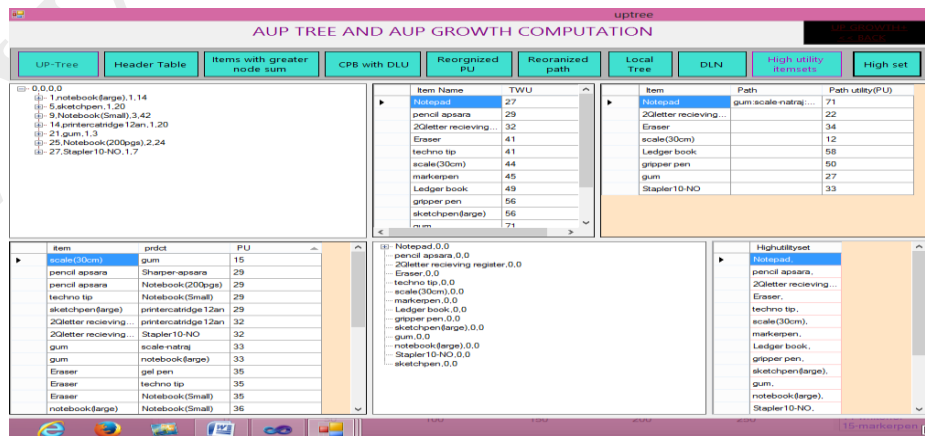 uptree
AUP TREE AND AUP GROWTH COMPUTATION
UP GROWTH+
<< BACK
UP-Tree
Header Table
Items with greater node sum
CPB with DLU
Reorgnized PU
Reoranized path
Local Tree
DLN
High utility itemsets
High set
0,0,0,0
1,notebook(large),1,14
5,sketchpen,1,20
9,Notebook(Small),3,42
14,printercatridge12an,1,20
21,gum,1,3
25,Notebook(200pgs),2,24
27,Stapler10-NO,1,7
Item Name TWU
Notepad 27
pencil apsara 29
2Qletter recieving... 32
Eraser 41
techno tip 41
scale(30cm) 44
markerpen 45
Ledger book 49
gripper pen 56
sketchpen(large) 56
gum 71
Item Path Path utility(PU)
Notepad gum:scale-natraj:... 71
2Qletter recieving... 22
Eraser 34
scale(30cm) 12
Ledger book 58
gripper pen 50
gum 27
Stapler10-NO 33
item prdct PU
scale(30cm) gum 15
pencil apsara Sharper-apsara 29
pencil apsara Notebook(200pgs) 29
techno tip Notebook(Small) 29
sketchpen(large) printercatridge12an 29
2Qletter recieving... printercatridge12an 32
2Qletter recieving... Stapler10-NO 32
gum scale-natraj 33
gum notebook(large) 33
Eraser gel pen 35
Eraser techno tip 35
Eraser Notebook(Small) 35
notebook(large) Notebook(Small) 36
Notepad,0,0
pencil apsara,0,0
2Qletter recieving register,0,0
Eraser,0,0
techno tip,0,0
scale(30cm),0,0
markerpen,0,0
Ledger book,0,0
gripper pen,0,0
sketchpen(large),0,0
gum,0,0
notebook(large),0,0
Stapler10-NO,0,0
sketchpen,0,0
Highutilityset
Notepad,
pencil apsara,
2Qletter recieving...
Eraser,
techno tip,
scale(30cm),
markerpen,
Ledger book,
gripper pen,
sketchpen(large),
gum,
notebook(large),
Stapler10-NO,
100 150 200 250
15-markerpen